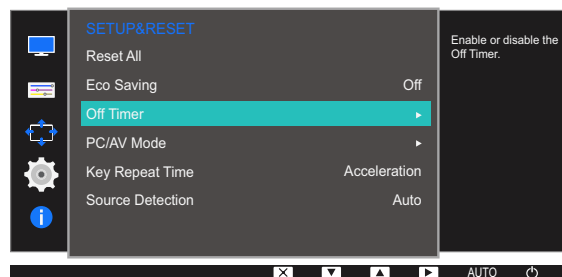 SETUP&RESET
Reset All
Eco Saving Off
Off Timer
PC/AV Mode
Key Repeat Time Acceleration
Source Detection Auto
Enable or disable the
Off Timer.
AUTO